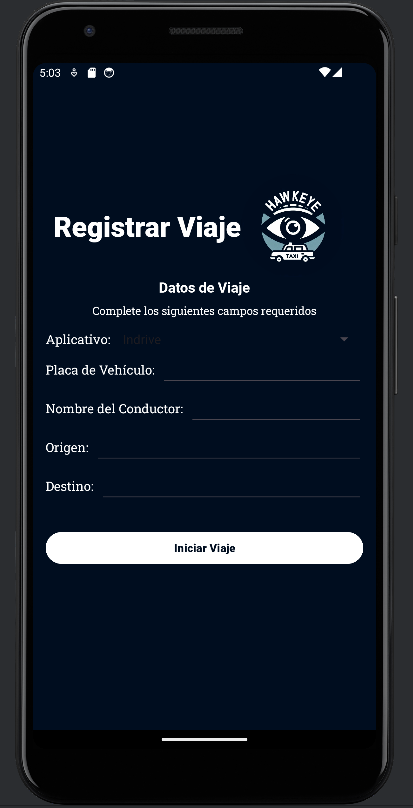 5:03
HAWKEYE
TAXI
Registrar Viaje
Datos de Viaje
Complete los siguientes campos requeridos
Aplicativo: Indrive
Placa de Vehículo:
Nombre del Conductor:
Origen:
Destino:
Iniciar Viaje